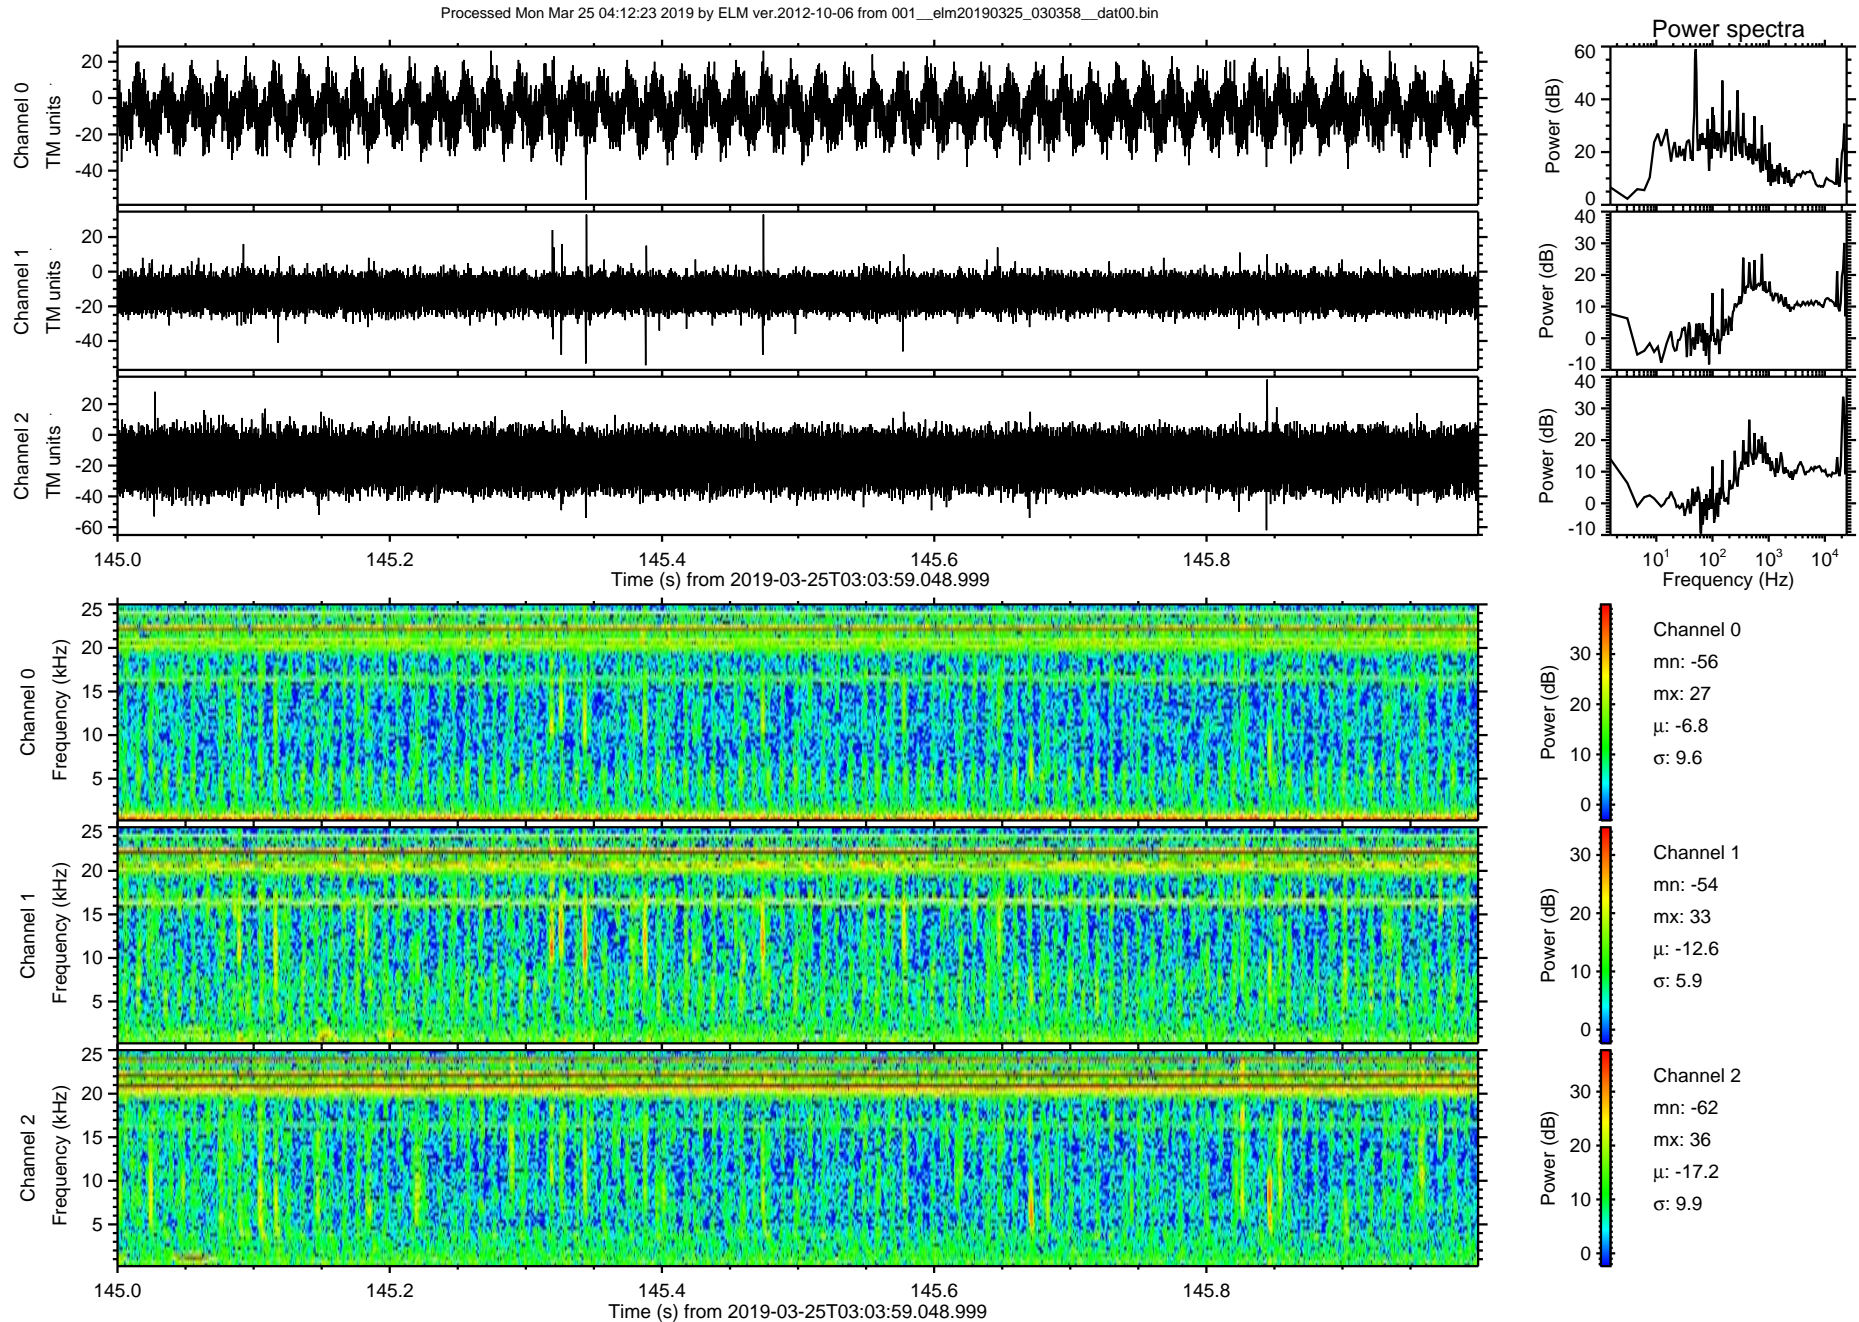 Processed Mon Mar 25 04:12:23 2019 by ELM ver.2012-10-06 from 001__elm20190325_030358__dat00.bin
Power spectra
Channel 0
TM units
20
0
-20
-40
Power (dB)
60
40
20
0
Channel 1
TM units
20
0
-20
-40
Power (dB)
40
30
20
10
0
-10
Channel 2
TM units
20
0
-20
-40
-60
Power (dB)
40
30
20
10
0
-10
145.0 145.2 145.4 145.6 145.8
Time (s) from 2019-03-25T03:03:59.048.999
10^1 10^2 10^3 10^4
Frequency (Hz)
Channel 0
Frequency (kHz)
25
20
15
10
5
Power (dB)
30
20
10
0
Channel 0
mn: -56
mx: 27
μ: -6.8
σ: 9.6
Channel 1
Frequency (kHz)
25
20
15
10
5
Power (dB)
30
20
10
0
Channel 1
mn: -54
mx: 33
μ: -12.6
σ: 5.9
Channel 2
Frequency (kHz)
25
20
15
10
5
Power (dB)
30
20
10
0
Channel 2
mn: -62
mx: 36
μ: -17.2
σ: 9.9
145.0 145.2 145.4 145.6 145.8
Time (s) from 2019-03-25T03:03:59.048.999